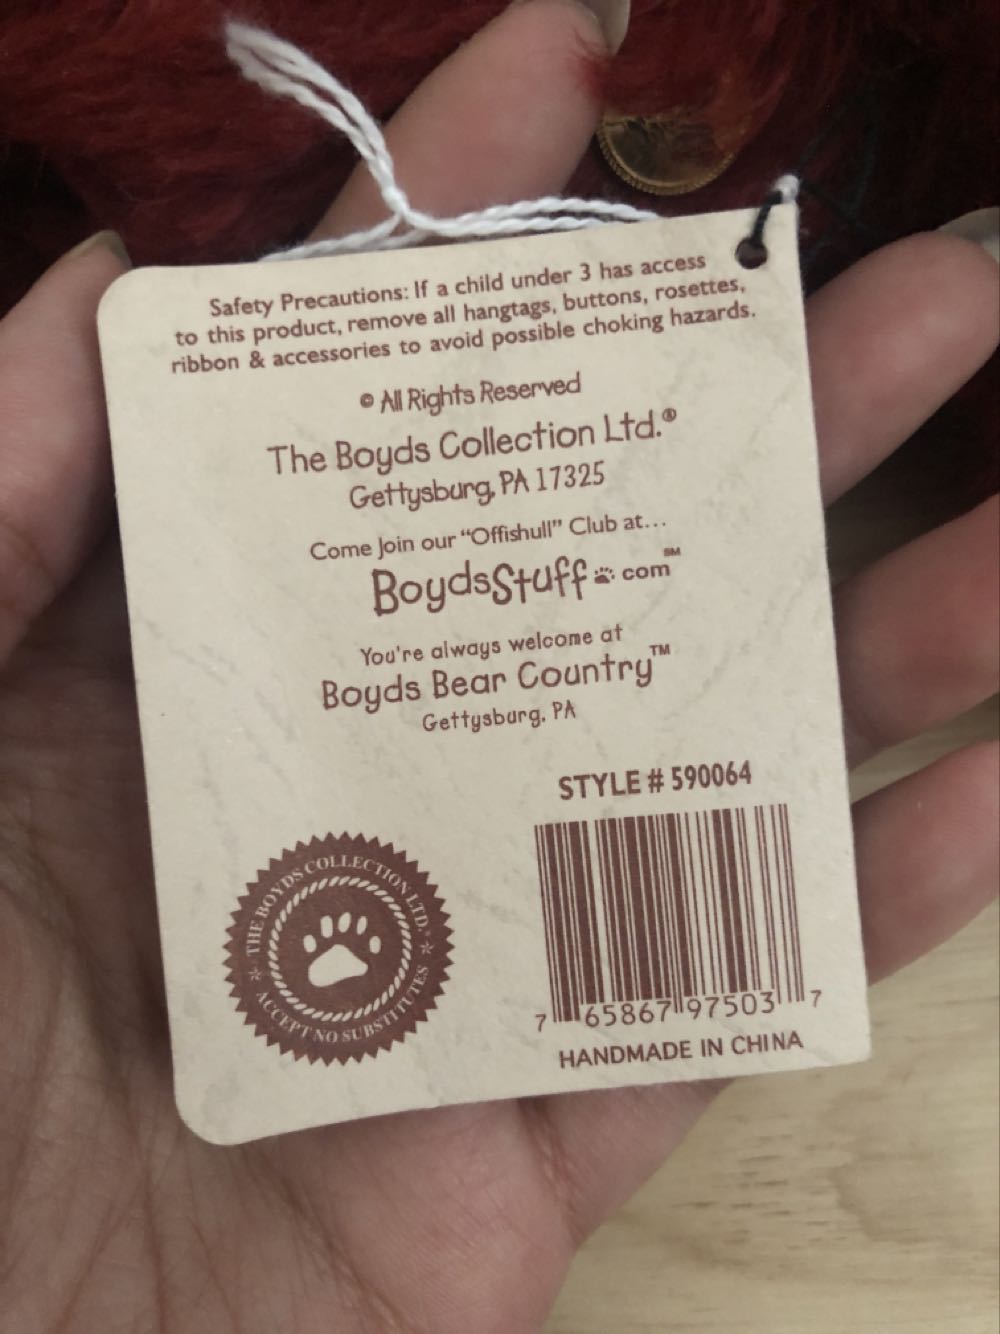 Safety Precautions: If a child under 3 has access
to this product, remove all hangtags, buttons, rosettes,
ribbon & accessories to avoid possible choking hazards.
© All Rights Reserved
The Boyds Collection Ltd.®
Gettysburg, PA 17325
Come Join our "Offishull" Club at...
BoydsStuff.com℠
You're always welcome at
Boyds Bear Country™
Gettysburg, PA
STYLE # 590064
THE BOYDS COLLECTION LTD.®
ACCEPT NO SUBSTITUTES
7 65867 97503 7
HANDMADE IN CHINA